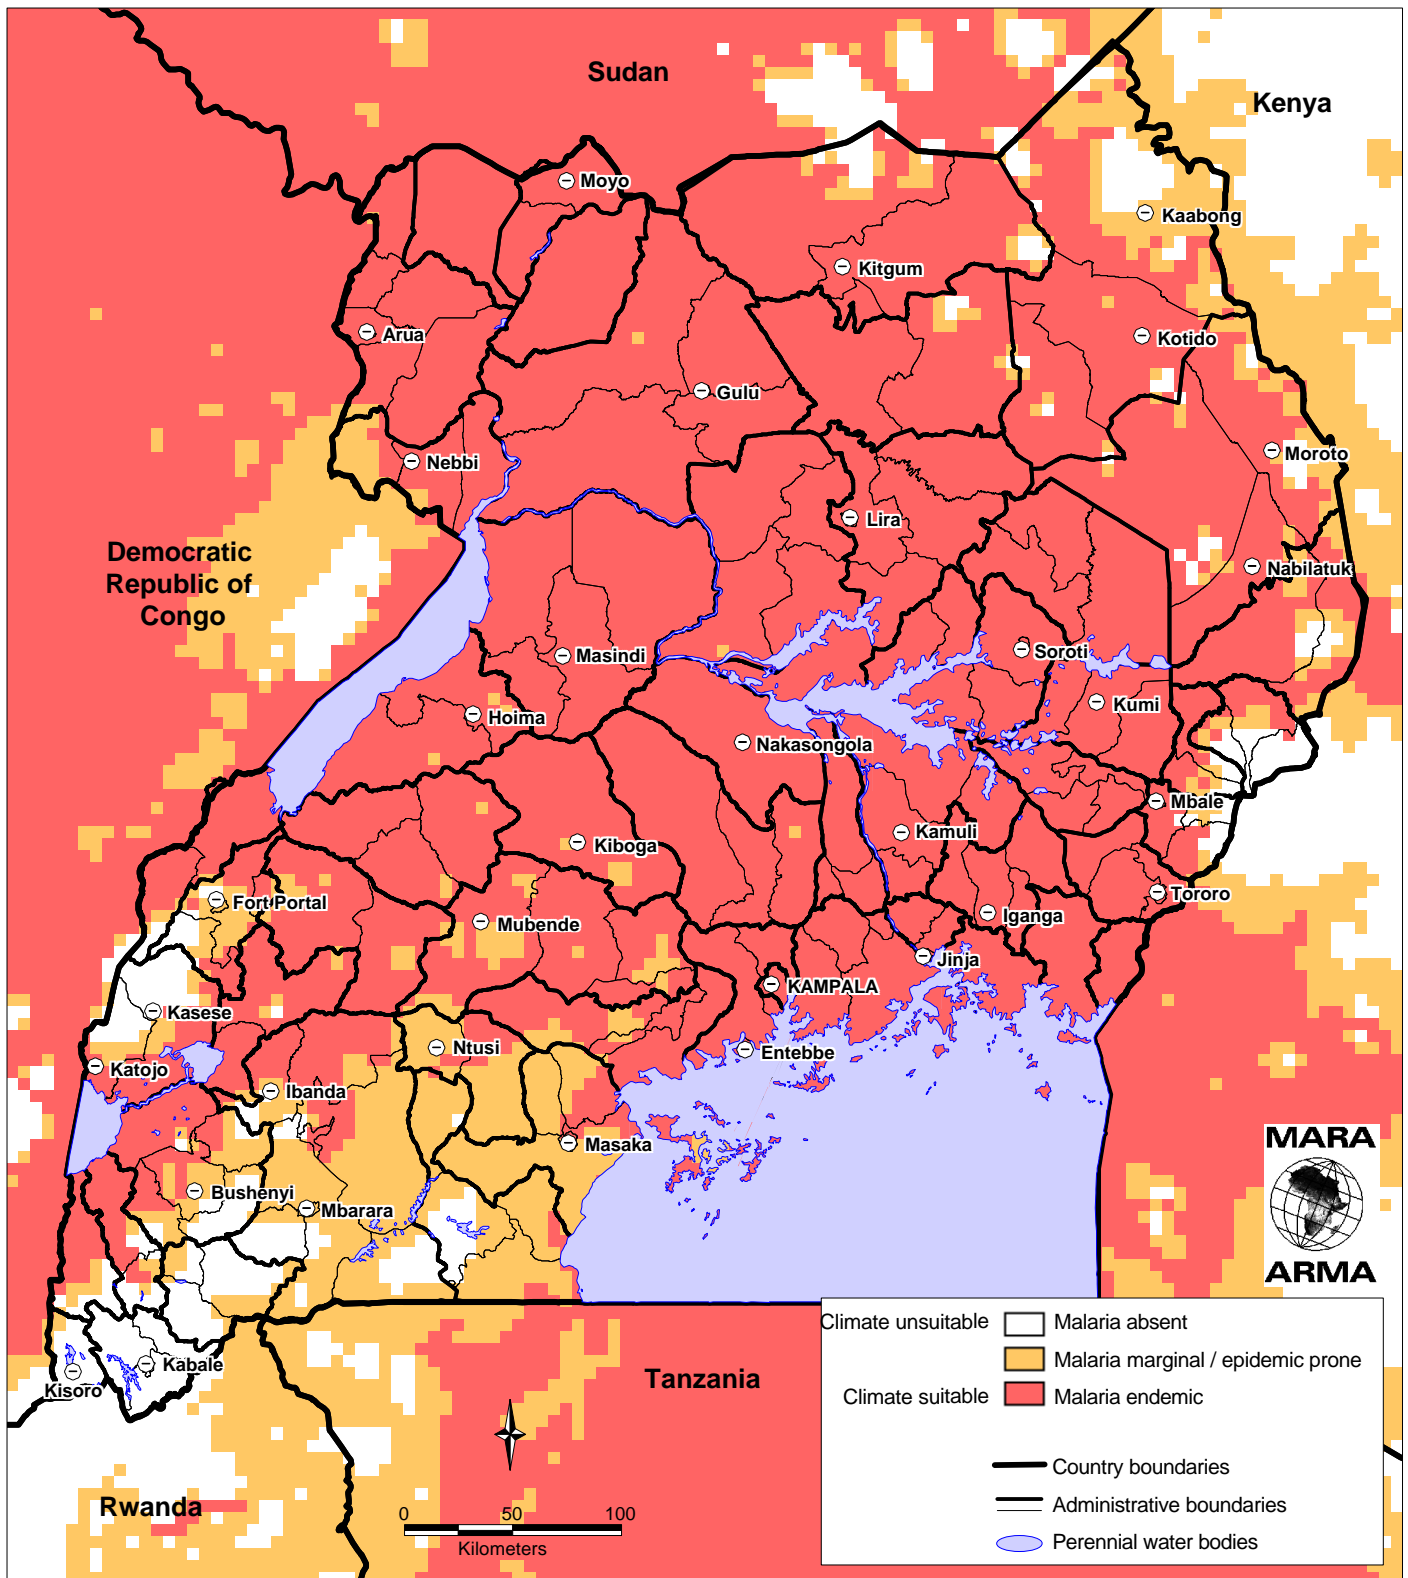 Sudan
Kenya
Moyo
Kaabong
Kitgum
Arua
Kotido
Gulu
Nebbi
Moroto
Lira
Democratic
Republic of
Congo
Nabilatuk
Masindi
Soroti
Hoima
Kumi
Nakasongola
Mbale
Kamuli
Kiboga
Fort Portal
Tororo
Mubende
Iganga
Jinja
KAMPALA
Kasese
Ntusi
Entebbe
Katojo
Ibanda
Masaka
MARA
Bushenyi
Mbarara
ARMA
Climate unsuitable
Malaria absent
Malaria marginal / epidemic prone
Climate suitable
Malaria endemic
Kabale
Kisoro
Tanzania
Country boundaries
Rwanda
0 50 100
Kilometers
Administrative boundaries
Perennial water bodies